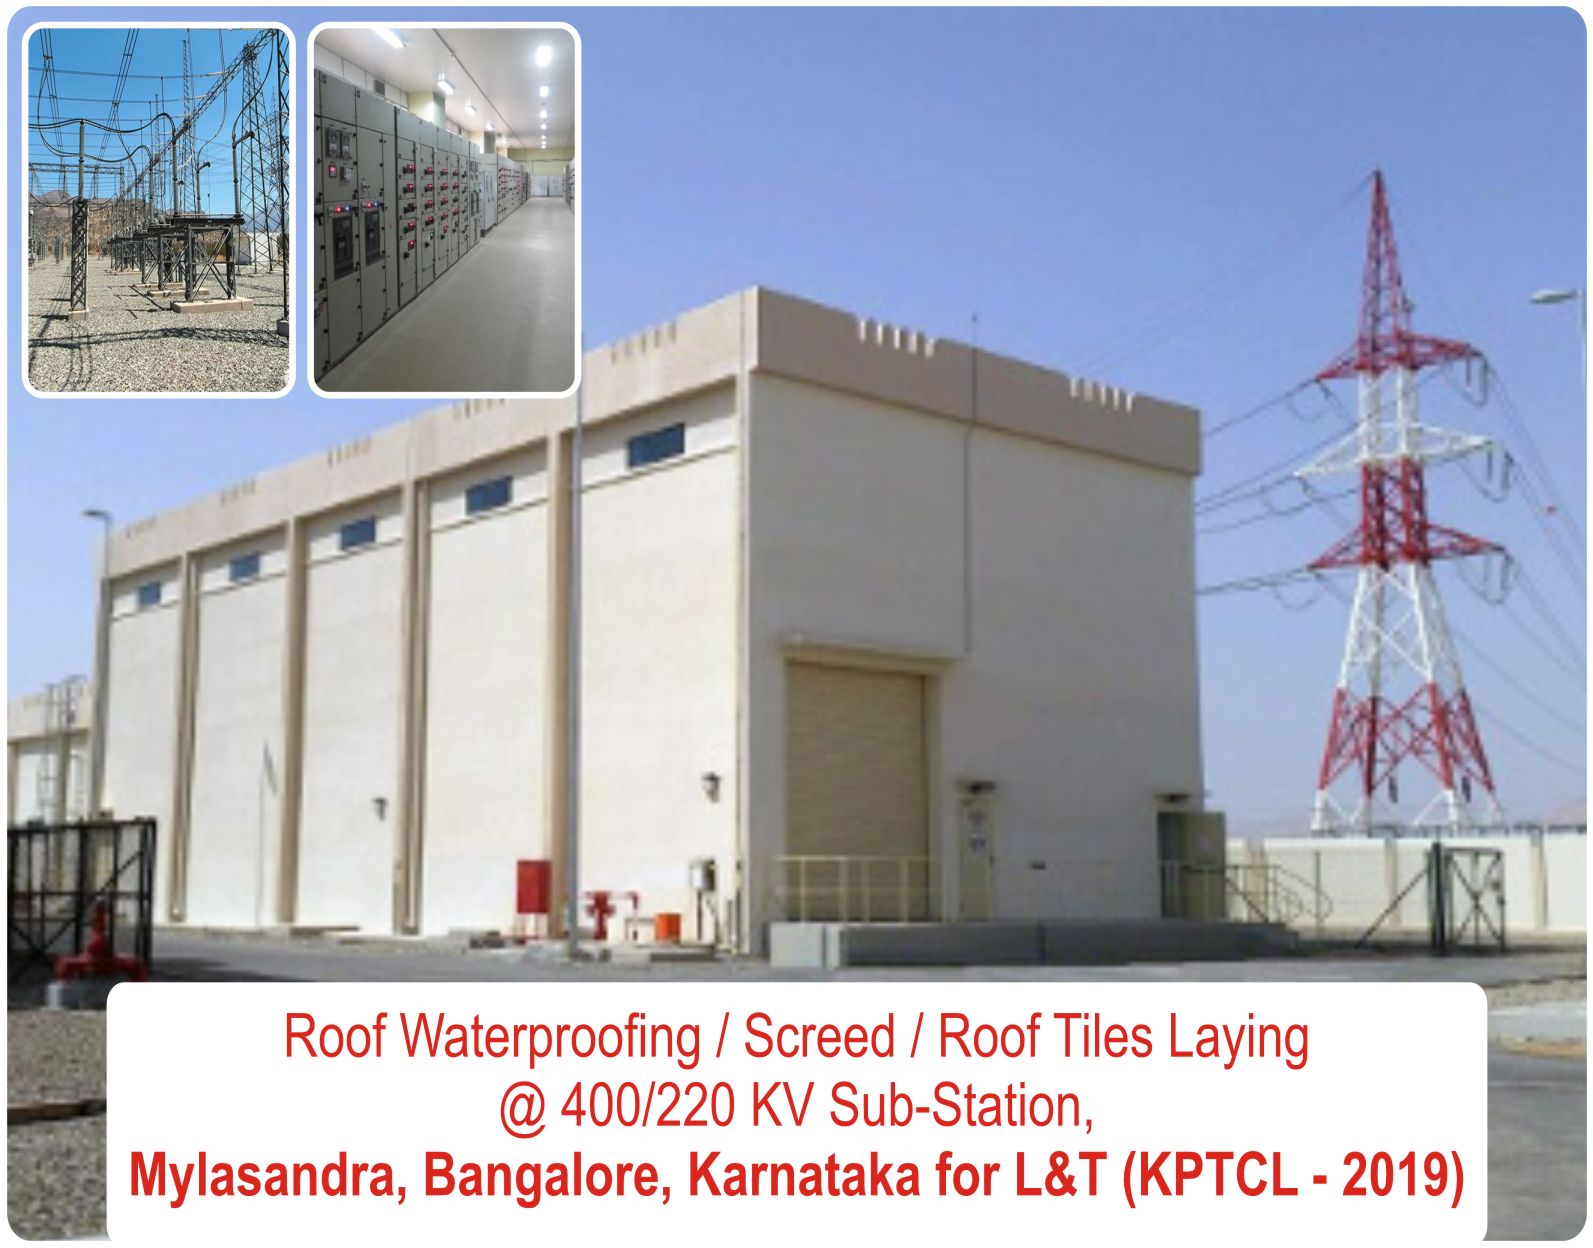 Roof Waterproofing / Screed / Roof Tiles Laying
@ 400/220 KV Sub-Station,
Mylasandra, Bangalore, Karnataka for L&T (KPTCL - 2019)